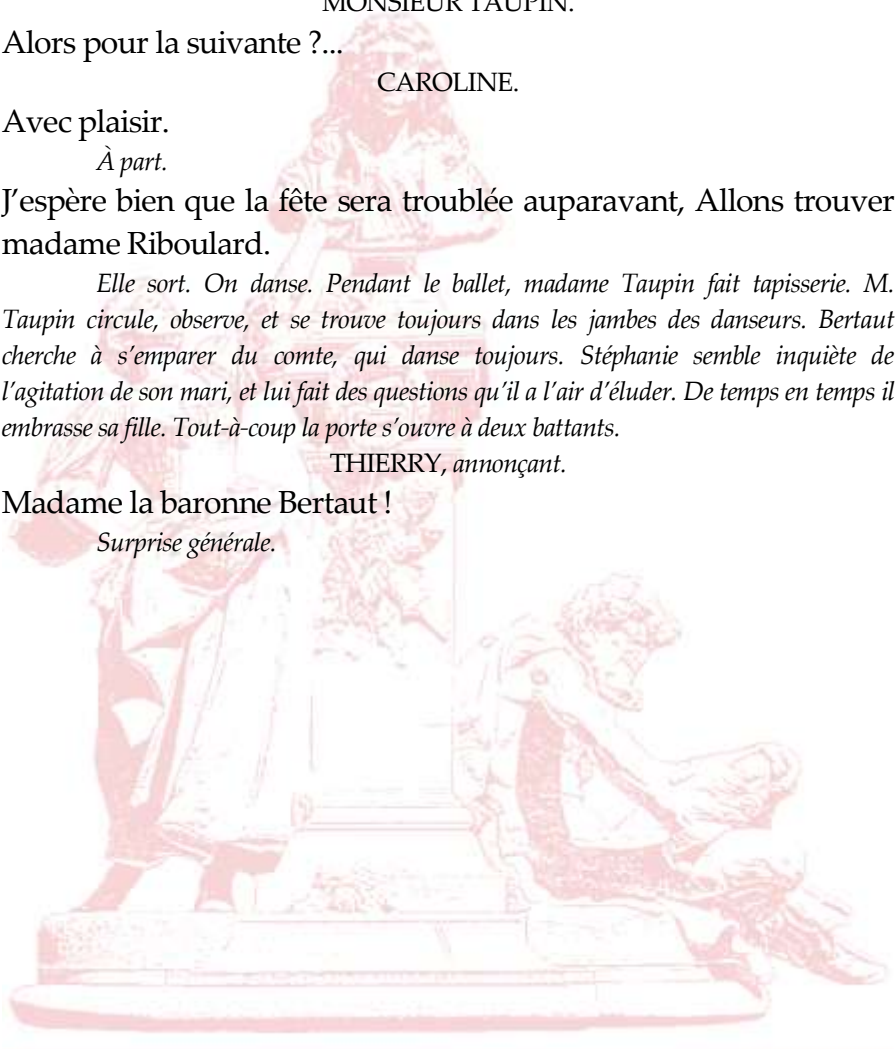 MONSIEUR TAUPIN.
Alors pour la suivante ?...
CAROLINE.
Avec plaisir.
À part.
J’espère bien que la fête sera troublée auparavant, Allons trouver
madame Riboulard.
Elle sort. On danse. Pendant le ballet, madame Taupin fait tapisserie. M.
Taupin circule, observe, et se trouve toujours dans les jambes des danseurs. Bertaut
cherche à s’emparer du comte, qui danse toujours. Stéphanie semble inquiète de
l’agitation de son mari, et lui fait des questions qu’il a l’air d’éluder. De temps en temps il
embrasse sa fille. Tout-à-coup la porte s’ouvre à deux battants.
THIERRY, annonçant.
Madame la baronne Bertaut !
Surprise générale.